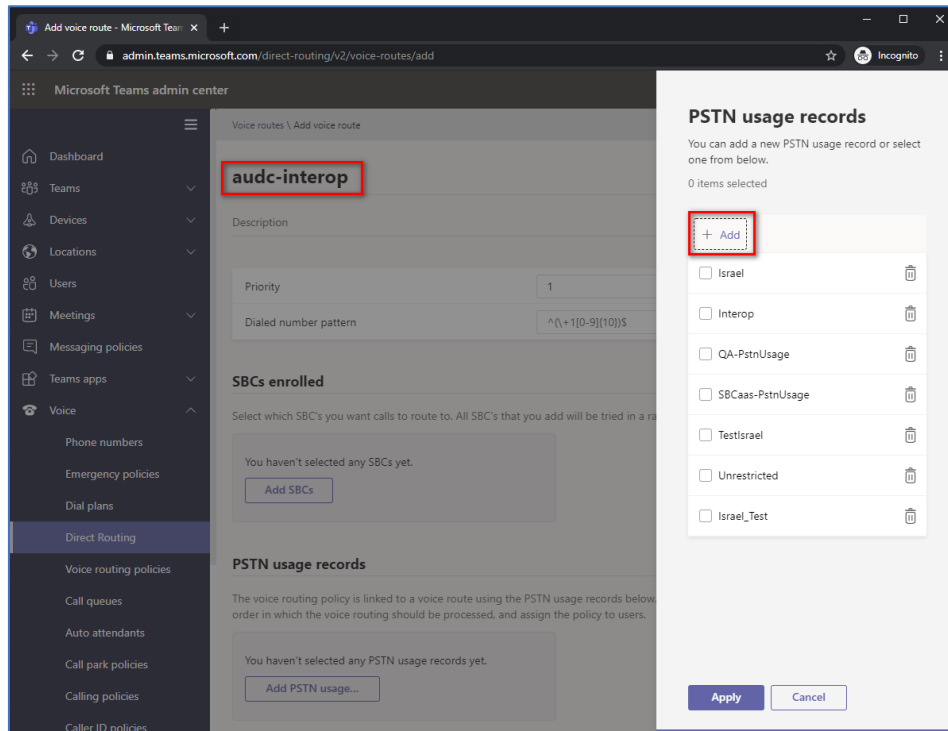 Add voice route - Microsoft Tean
admin.teams.microsoft.com/direct-routing/v2/voice-routes/add
Incognito
Microsoft Teams admin center
Dashboard
Teams
Devices
Locations
Users
Meetings
Messaging policies
Teams apps
Voice
Phone numbers
Emergency policies
Dial plans
Direct Routing
Voice routing policies
Call queues
Auto attendants
Call park policies
Calling policies
Caller ID policies
Voice routes \ Add voice route
audc-interop
Description
Priority 1
Dialed number pattern ^(\+1[0-9]{10})$
SBCs enrolled
Select which SBC's you want calls to route to. All SBC's that you add will be tried in a ra
You haven't selected any SBCs yet.
Add SBCs
PSTN usage records
The voice routing policy is linked to a voice route using the PSTN usage records below.
order in which the voice routing should be processed, and assign the policy to users.
You haven't selected any PSTN usage records yet.
Add PSTN usage...
PSTN usage records
You can add a new PSTN usage record or select
one from below.
0 items selected
+ Add
Israel
Interop
QA-PstnUsage
SBCaas-PstnUsage
TestIsrael
Unrestricted
Israel_Test
Apply Cancel